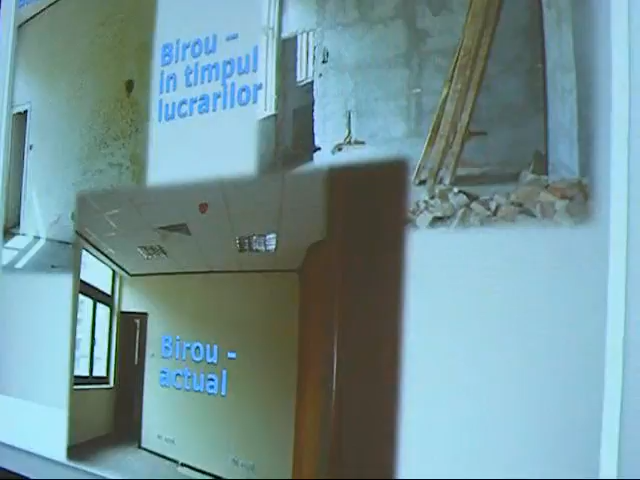 Birou –
in timpul
lucrarilor
Birou -
actual